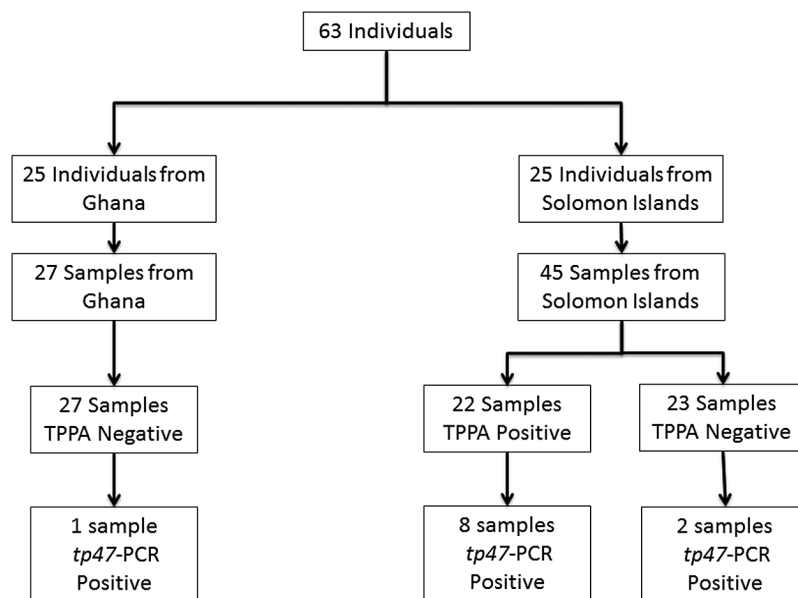 63 Individuals
25 Individuals from
Ghana
25 Individuals from
Solomon Islands
27 Samples from
Ghana
45 Samples from
Solomon Islands
27 Samples
TPPA Negative
22 Samples
TPPA Positive
23 Samples
TPPA Negative
1 sample
tp47-PCR
Positive
8 samples
tp47-PCR
Positive
2 samples
tp47-PCR
Positive